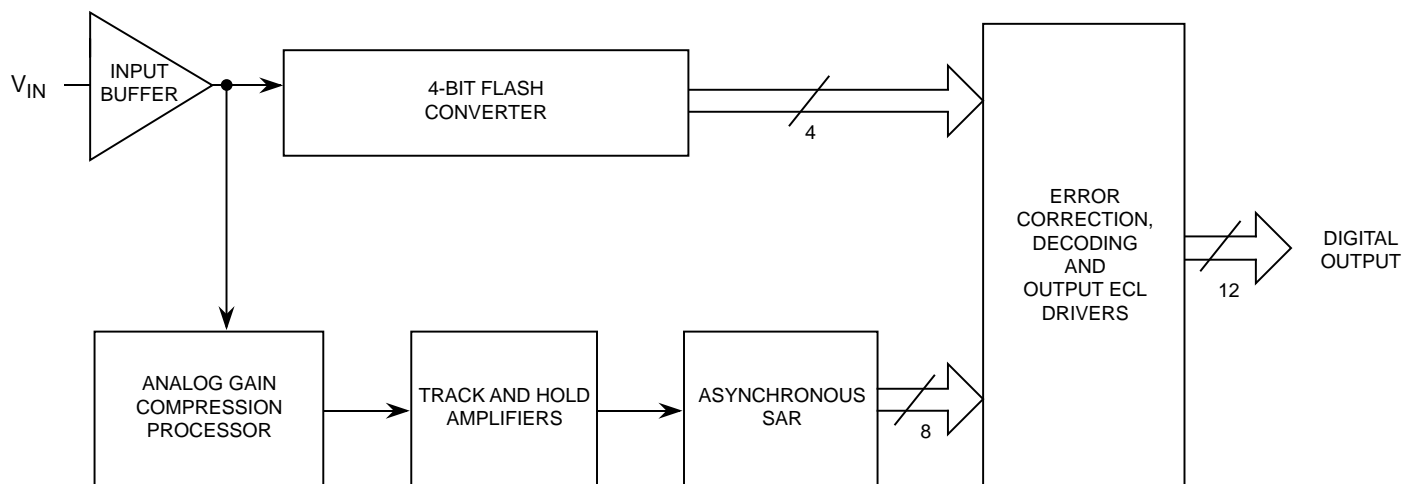 V_IN
INPUT
BUFFER
4-BIT FLASH
CONVERTER
4
ERROR
CORRECTION,
DECODING
AND
OUTPUT ECL
DRIVERS
12
DIGITAL
OUTPUT
ANALOG GAIN
COMPRESSION
PROCESSOR
TRACK AND HOLD
AMPLIFIERS
ASYNCHRONOUS
SAR
8